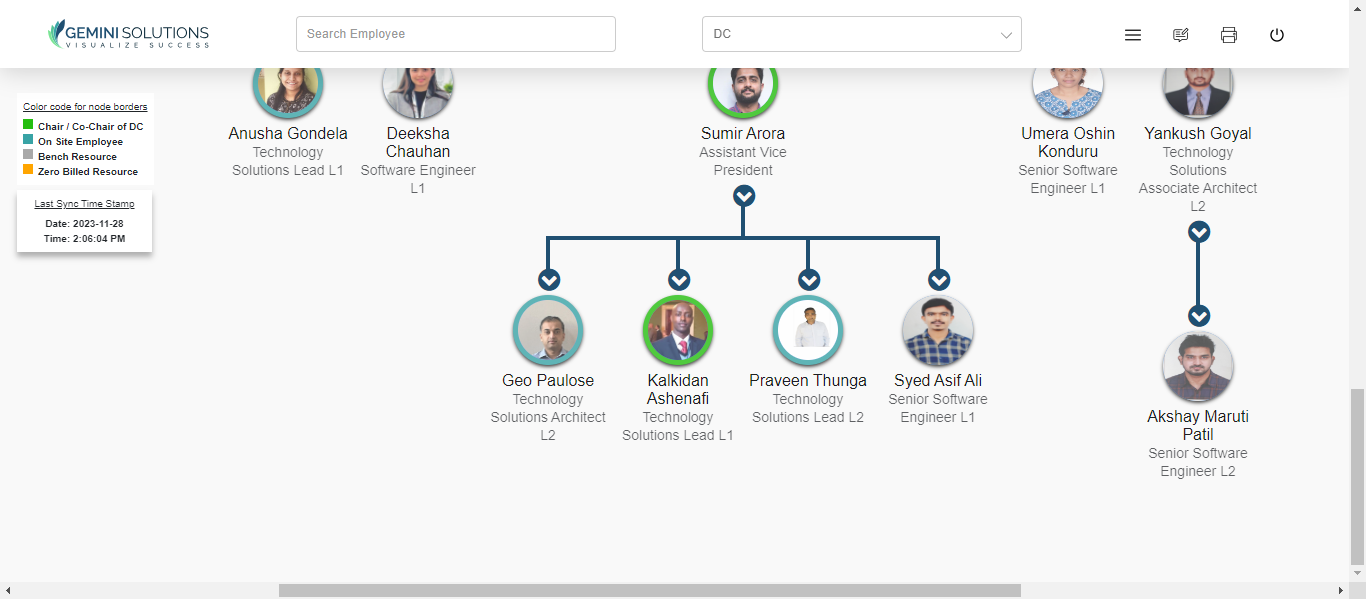 GEMINI SOLUTIONS
VISUALIZE SUCCESS
Search Employee
DC
Color code for node borders
Chair / Co-Chair of DC
On Site Employee
Bench Resource
Zero Billed Resource
Last Sync Time Stamp
Date: 2023-11-28
Time: 2:06:04 PM
Anusha Gondela
Technology
Solutions Lead L1
Deeksha
Chauhan
Software Engineer
L1
Sumir Arora
Assistant Vice
President
Umera Oshin
Konduru
Senior Software
Engineer L1
Yankush Goyal
Technology
Solutions
Associate Architect
L2
Geo Paulose
Technology
Solutions Architect
L2
Kalkidan
Ashenafi
Technology
Solutions Lead L1
Praveen Thunga
Technology
Solutions Lead L2
Syed Asif Ali
Senior Software
Engineer L1
Akshay Maruti
Patil
Senior Software
Engineer L2